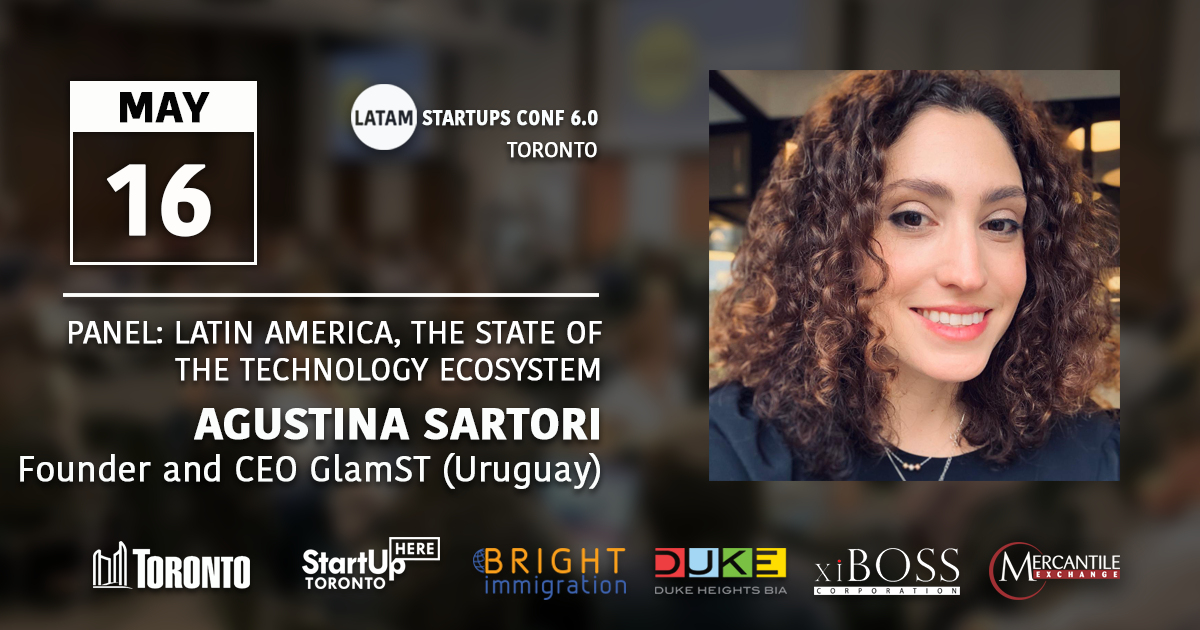 MAY
16
LATAM STARTUPS CONF 6.0
TORONTO
PANEL: LATIN AMERICA, THE STATE OF
THE TECHNOLOGY ECOSYSTEM
AGUSTINA SARTORI
Founder and CEO GlamST (Uruguay)
TORONTO
StartUp HERE
TORONTO
BRIGHT
immigration
DUKE
DUKE HEIGHTS BIA
xiBOSS
CORPORATION
MERCANTILE
EXCHANGE